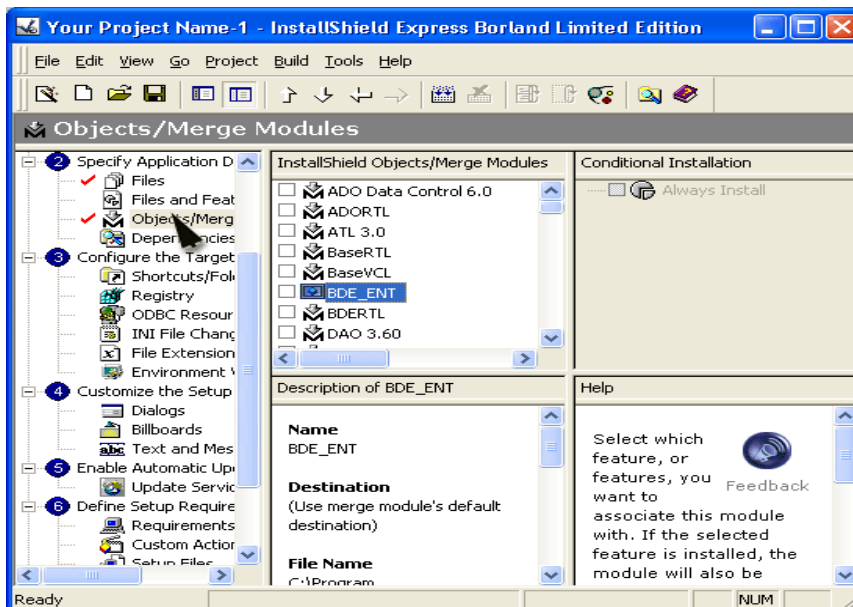 Your Project Name-1 - InstallShield Express Borland Limited Edition
File Edit View Go Project Build Tools Help
Objects/Merge Modules
2 Specify Application D
Files
Files and Feat
Objects/Merg
Dependencies
3 Configure the Target
Shortcuts/Fol
Registry
ODBC Resour
INI File Chang
File Extension
Environment V
4 Customize the Setup
Dialogs
Billboards
abc Text and Mes
5 Enable Automatic Up
Update Servic
6 Define Setup Require
Requirements
Custom Action
Setup Files
InstallShield Objects/Merge Modules
ADO Data Control 6.0
ADORTL
ATL 3.0
BaseRTL
BaseVCL
BDE_ENT
BDERTL
DAO 3.60
Conditional Installation
Always Install
Description of BDE_ENT
Name
BDE_ENT
Destination
(Use merge module's default
destination)
File Name
C:\Program
Help
Select which
feature, or
features, you
want to
associate this module
with. If the selected
feature is installed, the
module will also be
Feedback
Ready
NUM